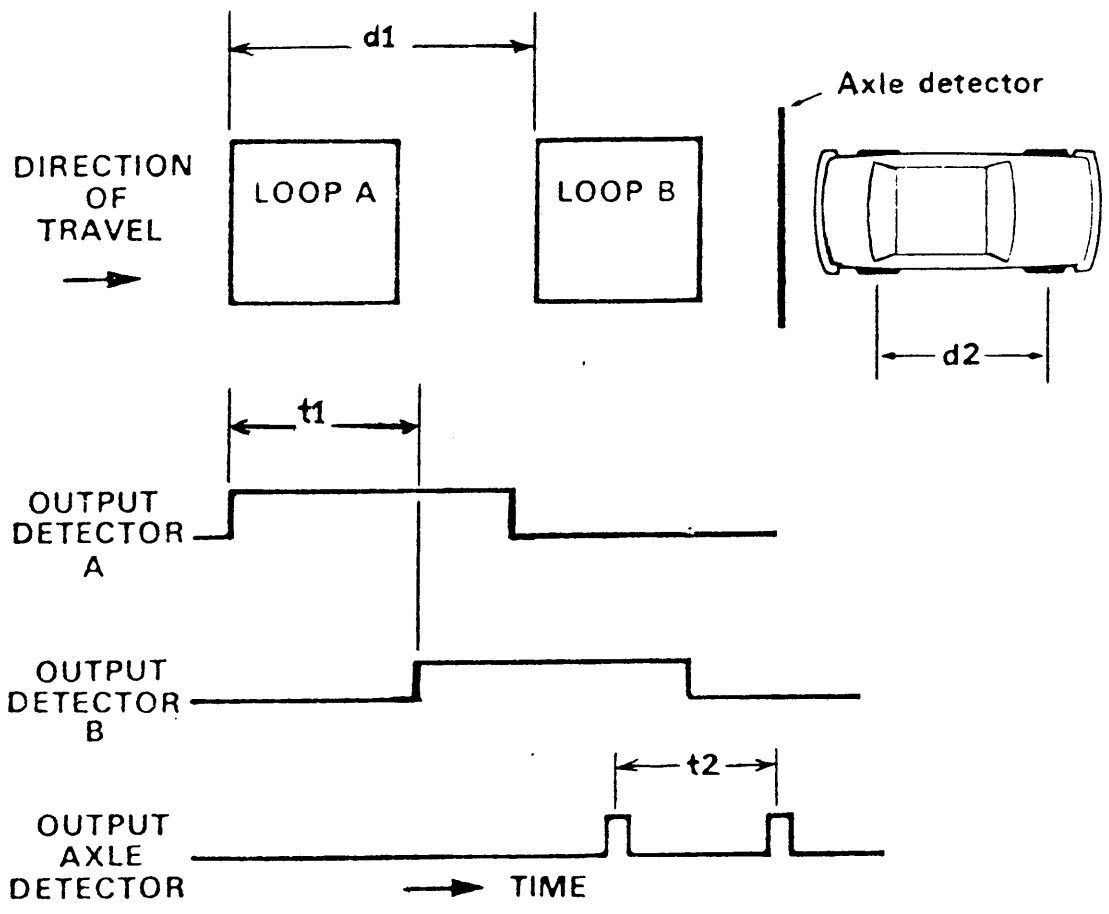 d1
Axle detector
DIRECTION
OF
TRAVEL
LOOP A
LOOP B
d2
t1
OUTPUT
DETECTOR
A
OUTPUT
DETECTOR
B
t2
OUTPUT
AXLE
DETECTOR
TIME